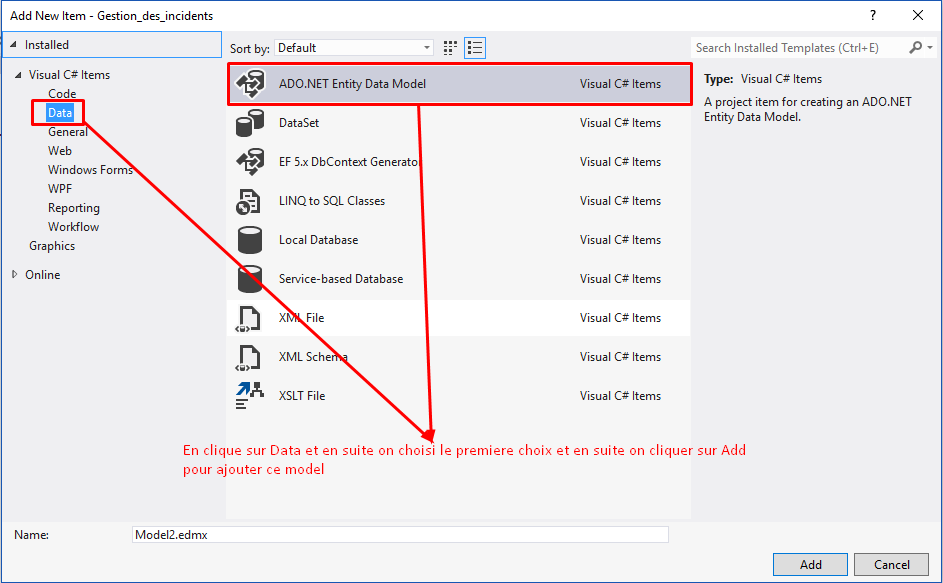 Add New Item - Gestion_des_incidents
Installed
Sort by: Default
Search Installed Templates (Ctrl+E)
Visual C# Items
Code
Data
General
Web
Windows Forms
WPF
Reporting
Workflow
Graphics
Online
ADO.NET Entity Data Model Visual C# Items
DataSet Visual C# Items
EF 5.x DbContext Generator Visual C# Items
LINQ to SQL Classes Visual C# Items
Local Database Visual C# Items
Service-based Database Visual C# Items
XML File Visual C# Items
XML Schema Visual C# Items
XSLT File Visual C# Items
Type: Visual C# Items
A project item for creating an ADO.NET
Entity Data Model.
En clique sur Data et en suite on choisi le premiere choix et en suite on cliquer sur Add
pour ajouter ce model
Name: Model2.edmx
Add Cancel